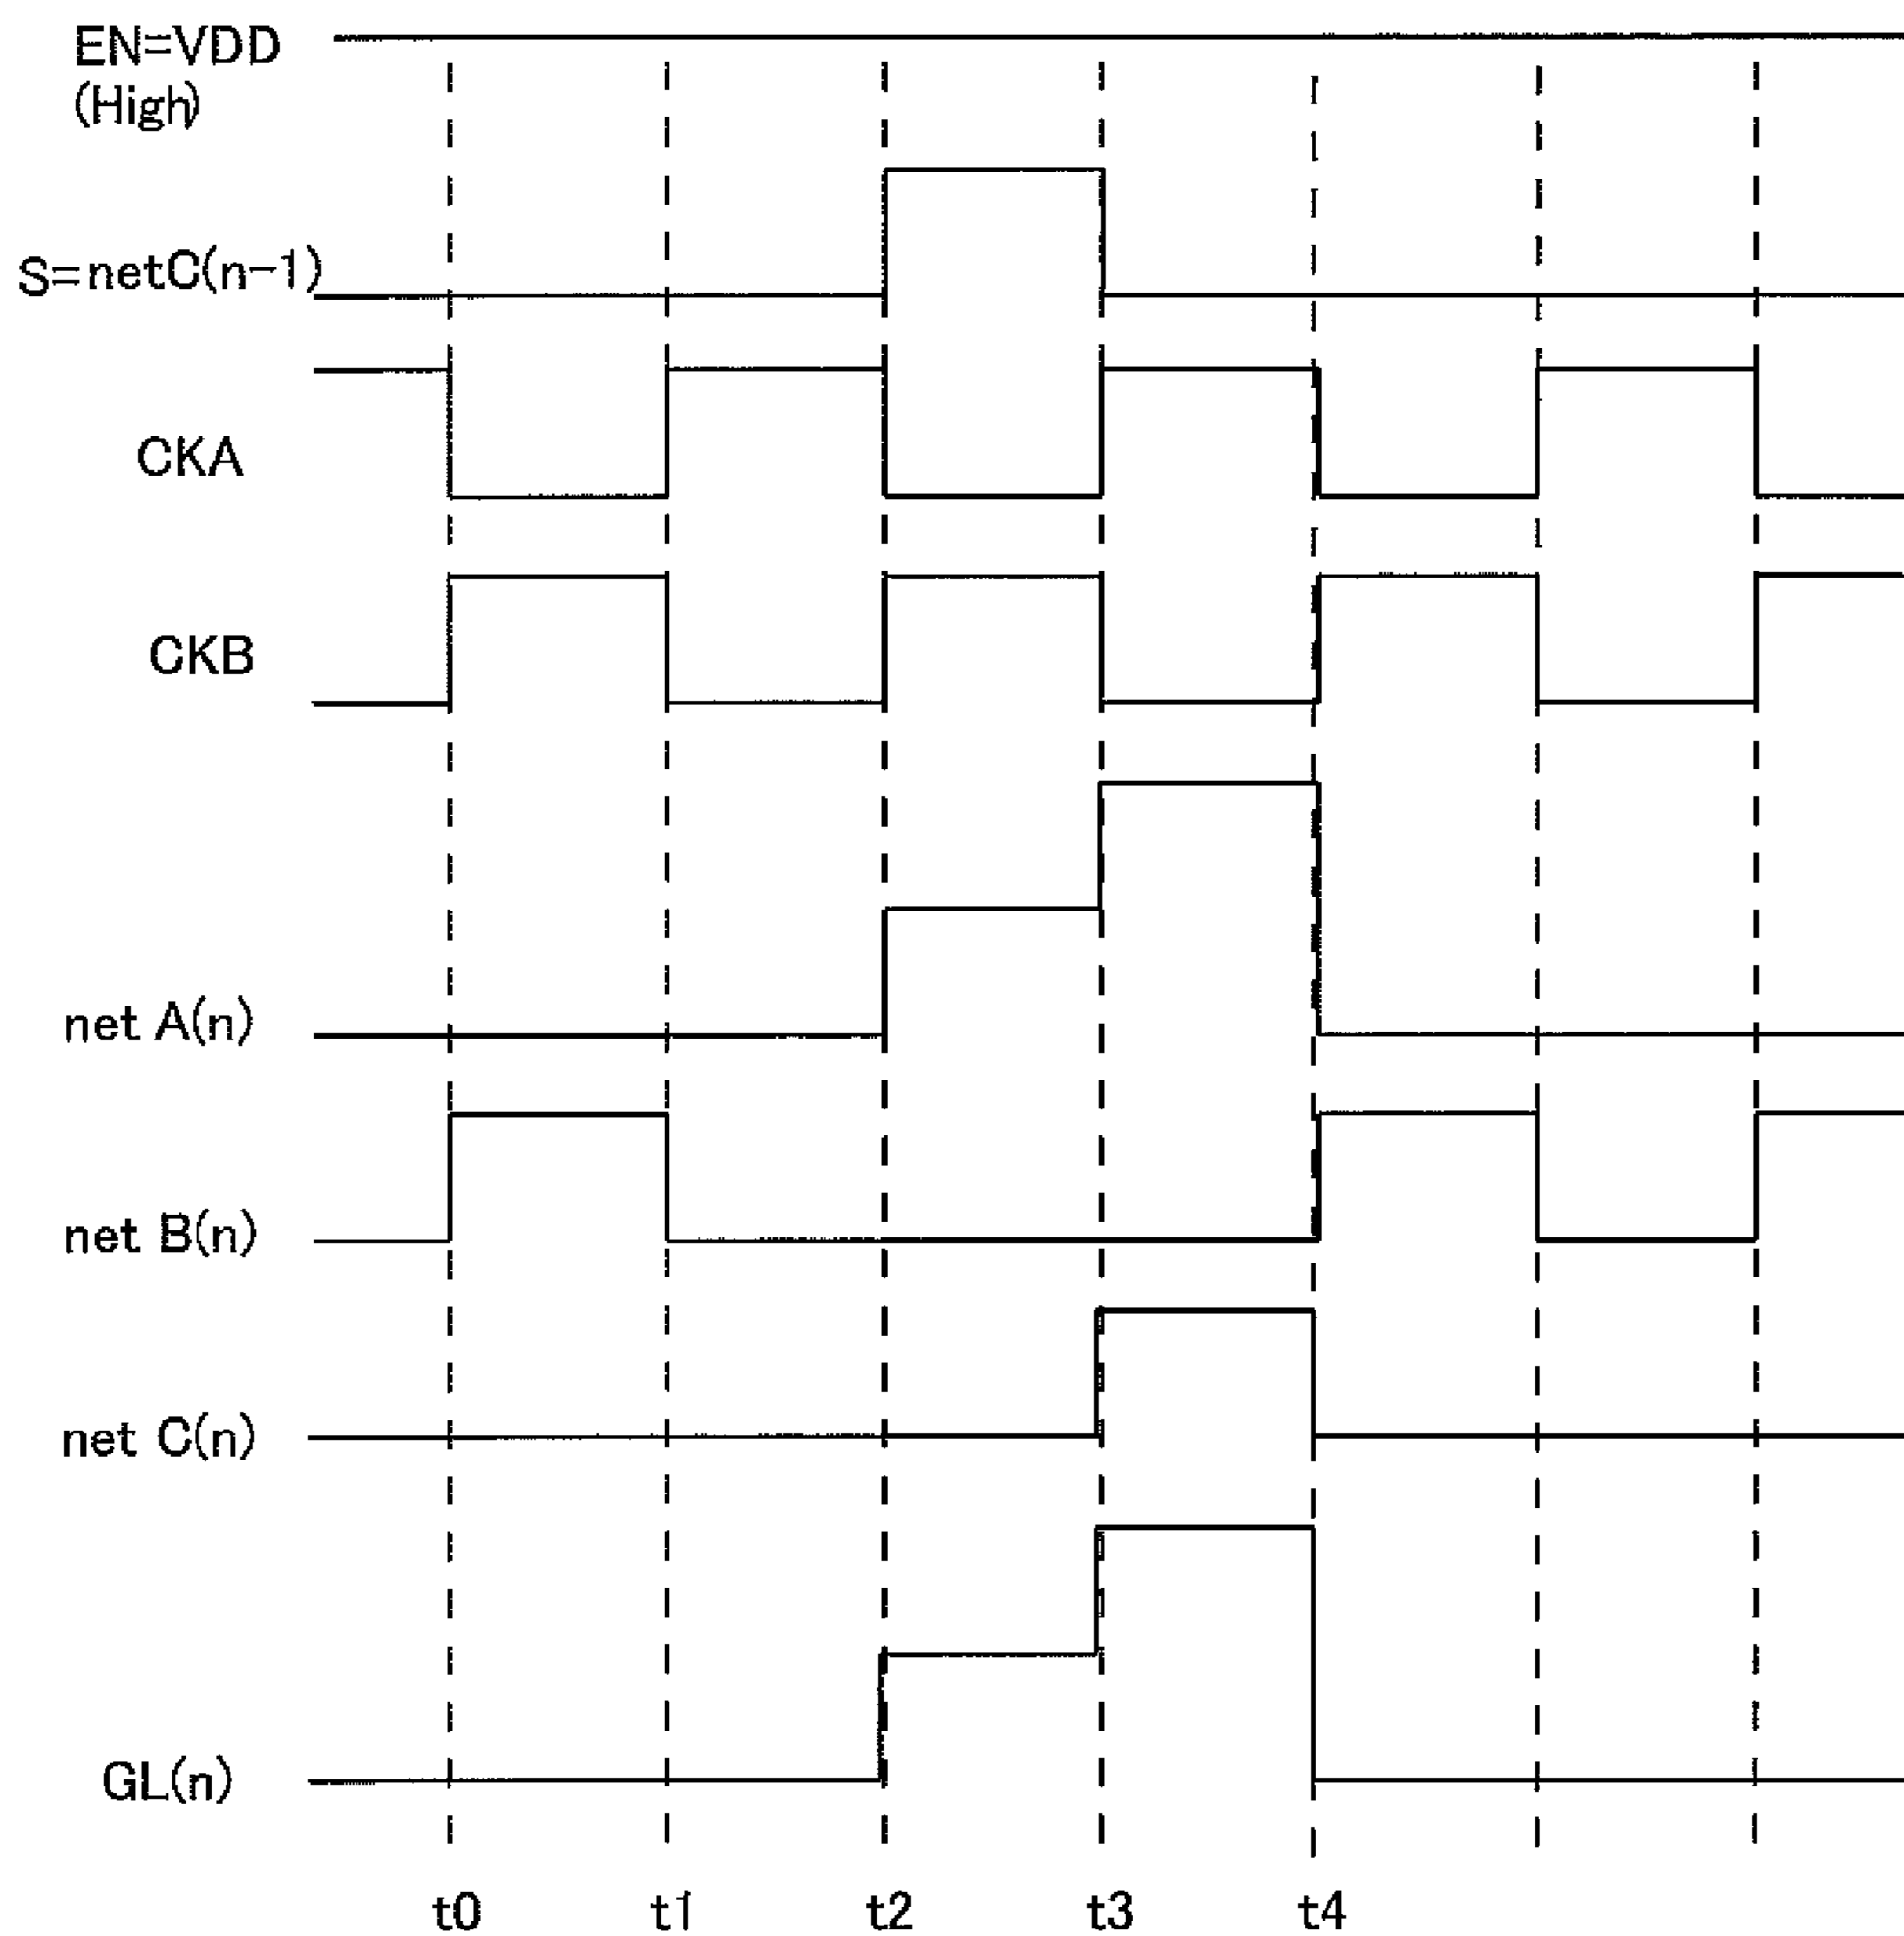 EN=VDD
(High)
S=netC(n-1)
CKA
CKB
net A(n)
net B(n)
net C(n)
GL(n)
t0 t1 t2 t3 t4